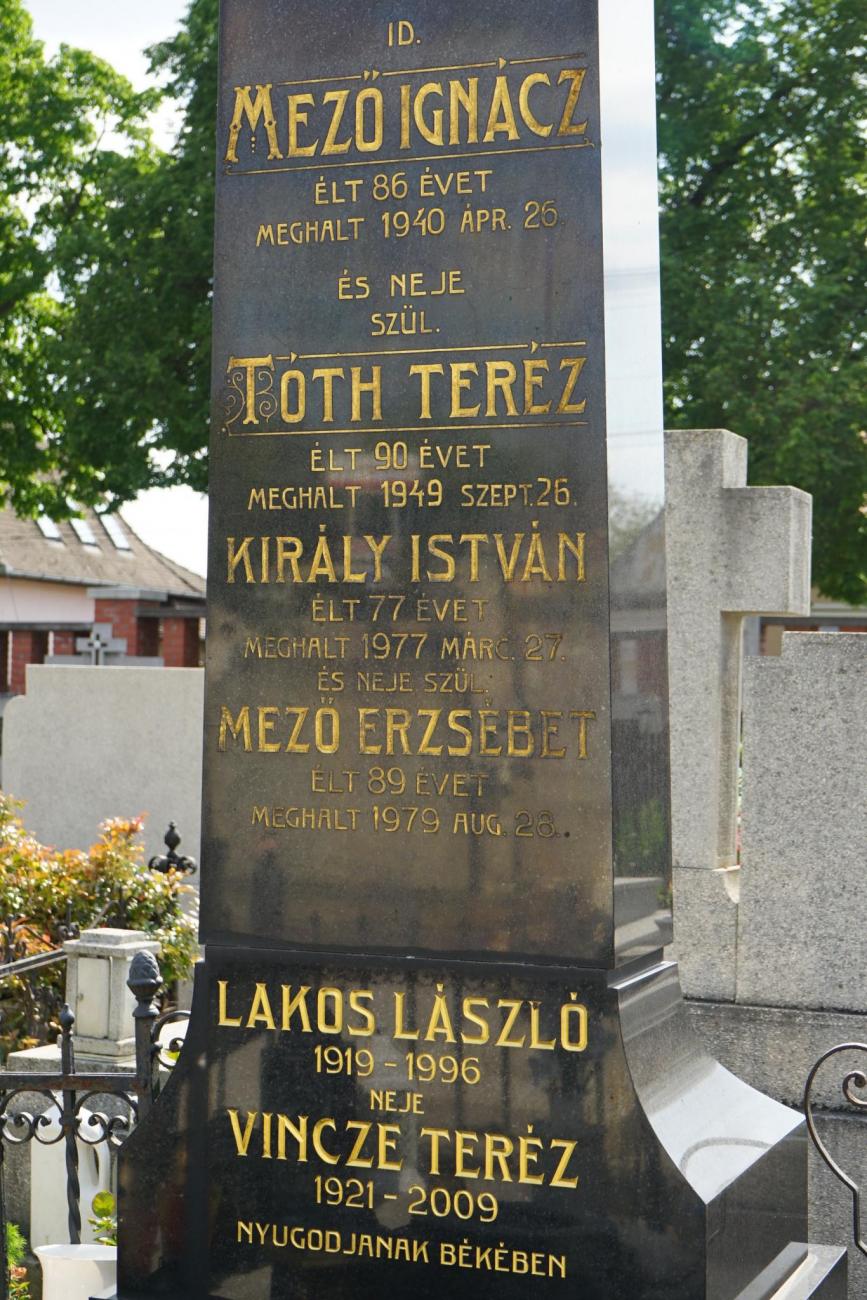 ID.
MEZŐ IGNÁCZ
ÉLT 86 ÉVET
MEGHALT 1940 ÁPR. 26.
ÉS NEJE
SZÜL.
TÓTH TERÉZ
ÉLT 90 ÉVET
MEGHALT 1949 SZEPT. 26.
KIRÁLY ISTVÁN
ÉLT 77 ÉVET
MEGHALT 1977 MÁRC. 27.
ÉS NEJE SZÜL.
MEZŐ ERZSÉBET
ÉLT 89 ÉVET
MEGHALT 1979 AUG. 28.
LAKOS LÁSZLÓ
1919 - 1996
NEJE
VINCZE TERÉZ
1921 - 2009
NYUGODJANAK BÉKÉBEN